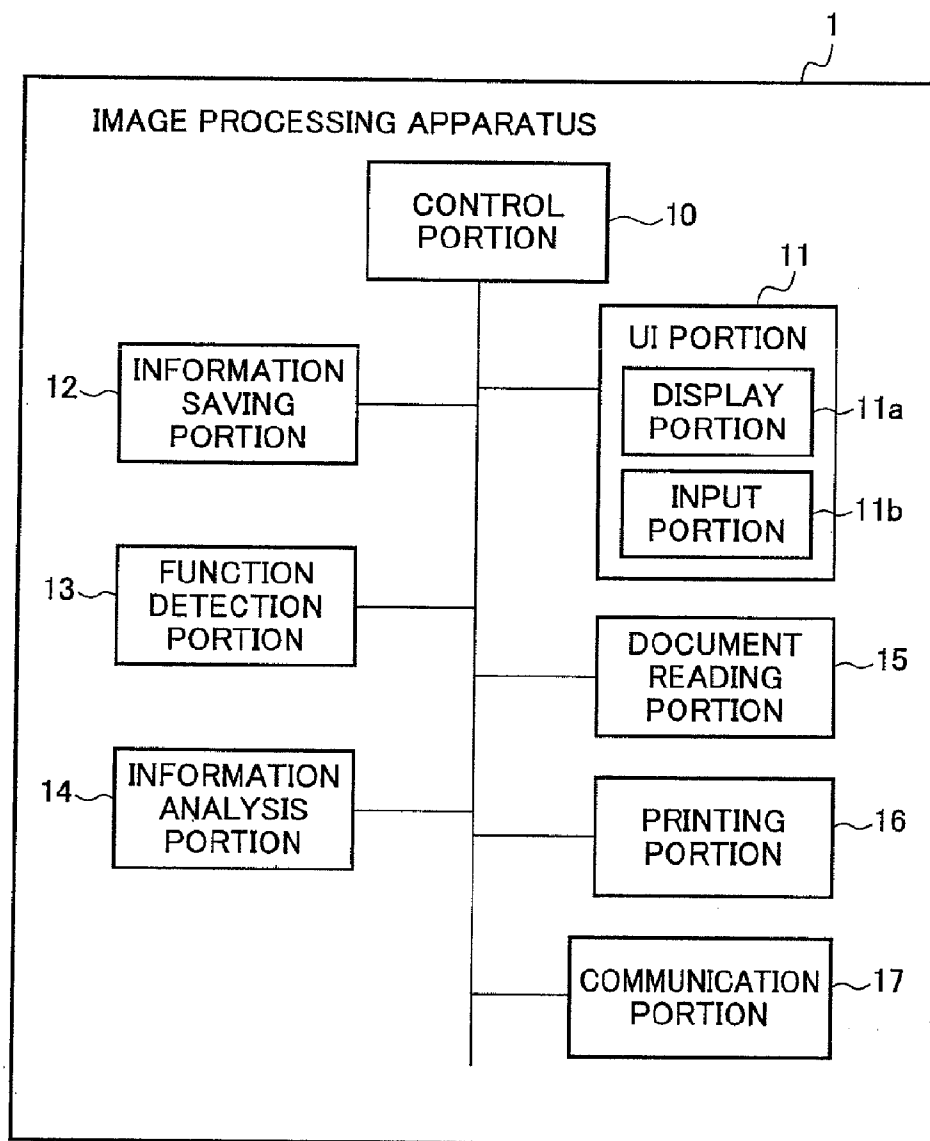 1
IMAGE PROCESSING APPARATUS
CONTROL
PORTION
10
11
UI PORTION
DISPLAY
PORTION
11a
INPUT
PORTION
11b
12
INFORMATION
SAVING
PORTION
13
FUNCTION
DETECTION
PORTION
DOCUMENT
READING
PORTION
15
14
INFORMATION
ANALYSIS
PORTION
PRINTING
PORTION
16
COMMUNICATION
PORTION
17